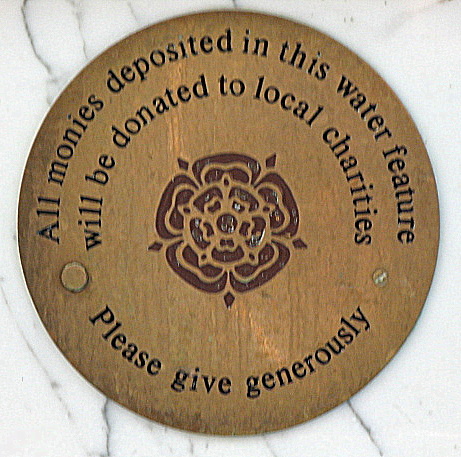 All monies deposited in this water feature
will be donated to local charities
Please give generously